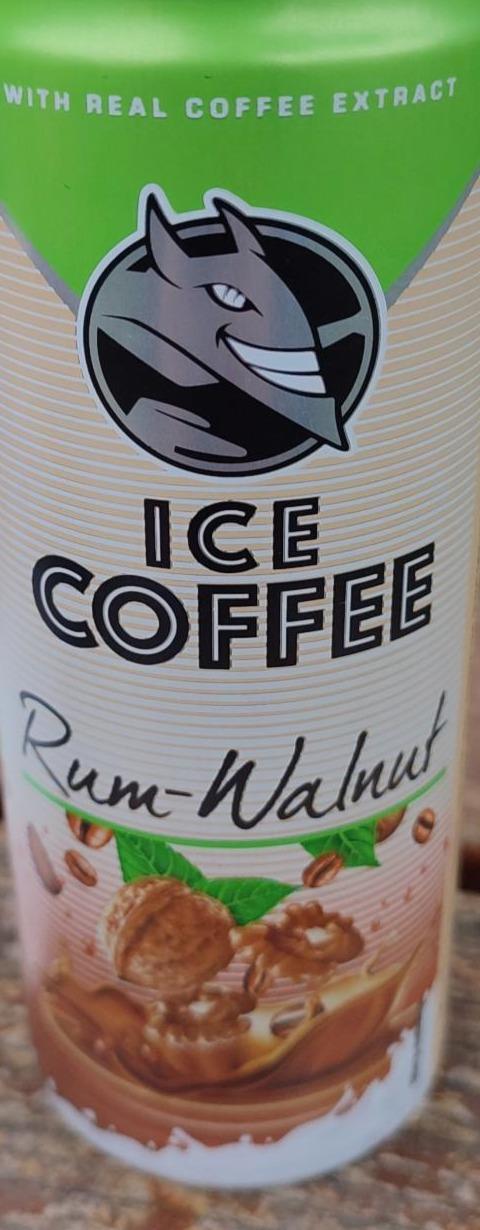 WITH REAL COFFEE EXTRACT
ICE
COFFEE
Rum-Walnut